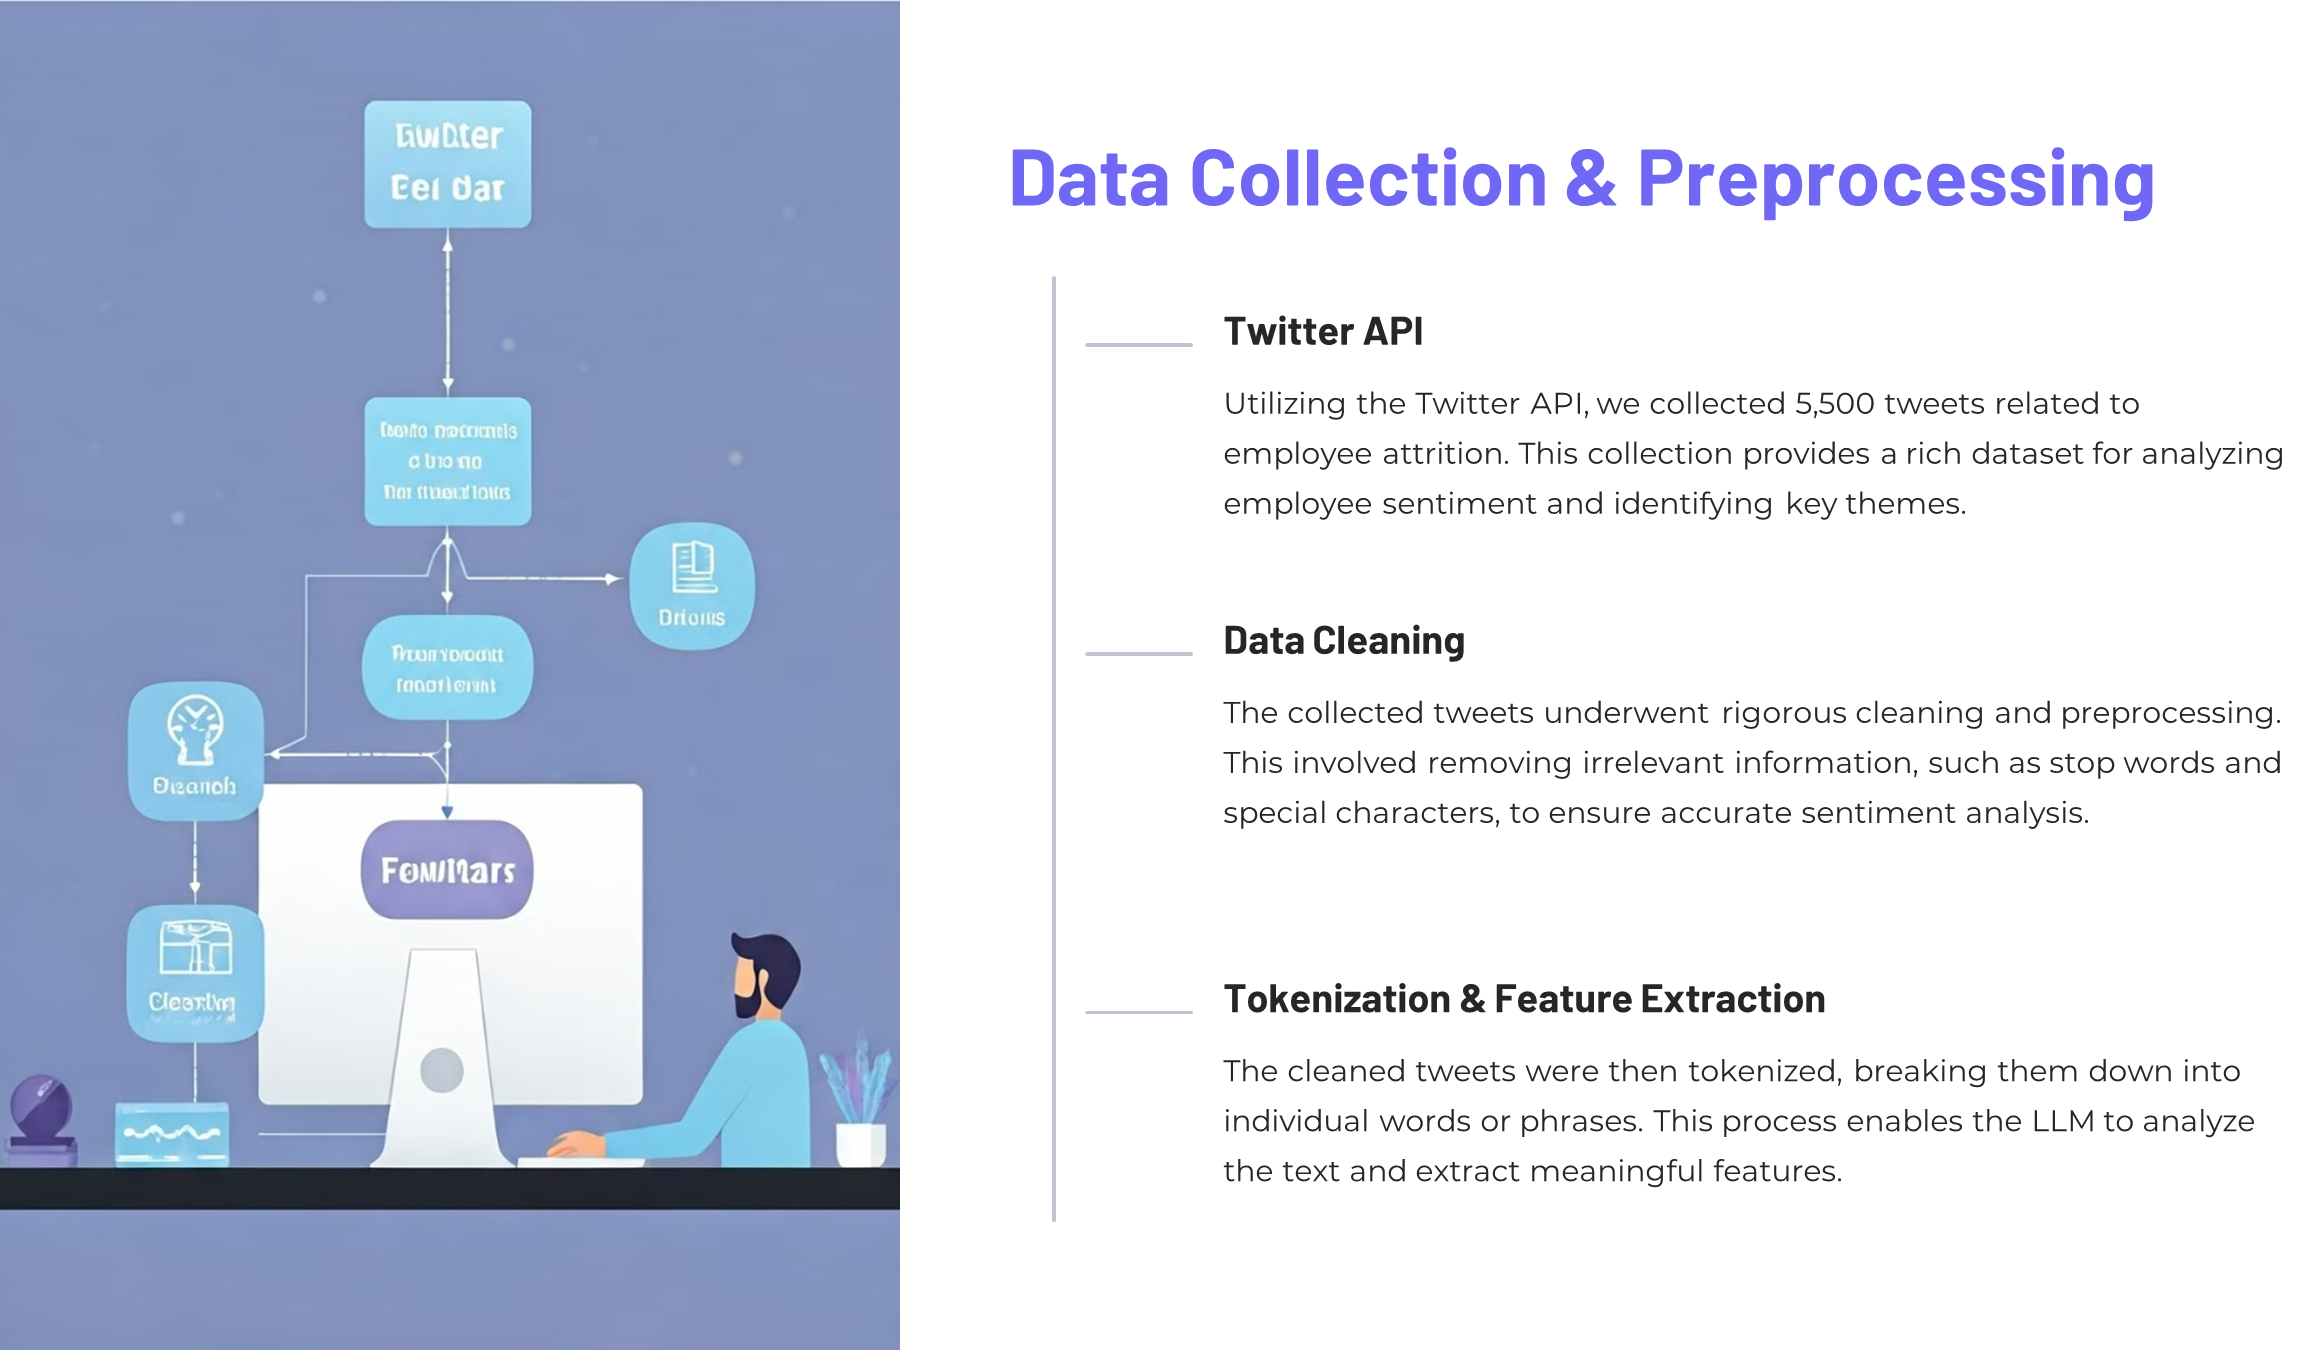 Data Collection & Preprocessing
Twitter API
Utilizing the Twitter API, we collected 5,500 tweets related to
employee attrition. This collection provides a rich dataset for analyzing
employee sentiment and identifying key themes.
Data Cleaning
The collected tweets underwent rigorous cleaning and preprocessing.
This involved removing irrelevant information, such as stop words and
special characters, to ensure accurate sentiment analysis.
Tokenization & Feature Extraction
The cleaned tweets were then tokenized, breaking them down into
individual words or phrases. This process enables the LLM to analyze
the text and extract meaningful features.